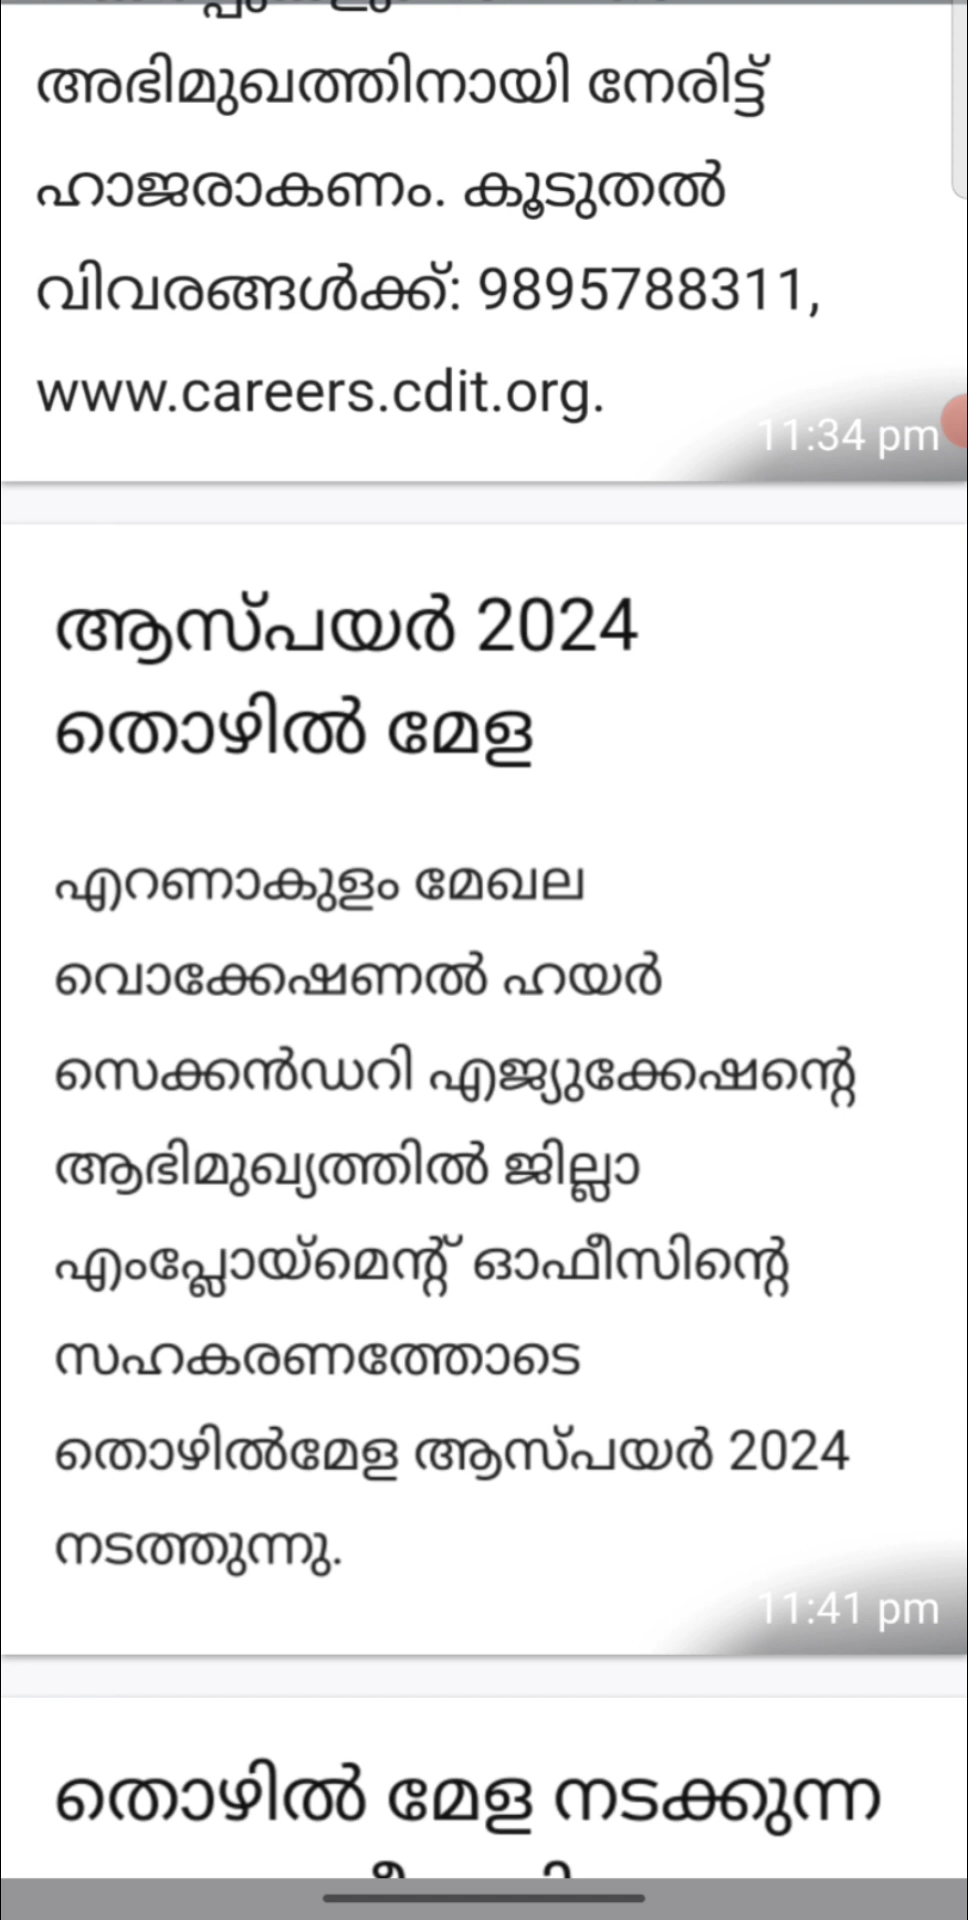 അഭിമുഖത്തിനായി നേരിട്ട്
ഹാജരാകണം. കൂടുതൽ
വിവരങ്ങൾക്ക്: 9895788311,
www.careers.cdit.org.
11:34 pm
ആസ്പയർ 2024
തൊഴിൽ മേള
എറണാകുളം മേഖല
വൊക്കേഷണൽ ഹയർ
സെക്കൻഡറി എജ്യുക്കേഷന്റെ
ആഭിമുഖ്യത്തിൽ ജില്ലാ
എംപ്ലോയ്മെന്റ് ഓഫീസിന്റെ
സഹകരണത്തോടെ
തൊഴിൽമേള ആസ്പയർ 2024
നടത്തുന്നു.
11:41 pm
തൊഴിൽ മേള നടക്കുന്ന